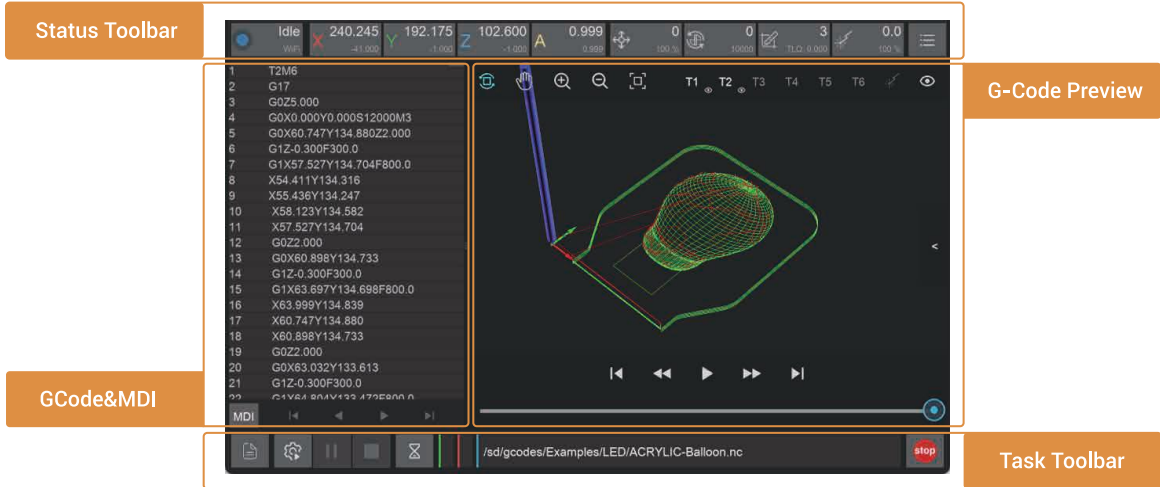 Status Toolbar
Idle 240.245 192.175 102.600 0.999 0 0 3 0.0
X Y Z A
WiFi -41.000 -1.000 -1.000 0.989 100 % 10000 TLO: 0.000 100 %
G-Code Preview
T1 T2 T3 T4 T5 T6
1 T2M6
2 G17
3 G0Z5.000
4 G0X0.000Y0.000S12000M3
5 G0X60.747Y134.880Z2.000
6 G1Z-0.300F300.0
7 G1X57.527Y134.704F800.0
8 X54.411Y134.316
9 X55.436Y134.247
10 X58.123Y134.582
11 X57.527Y134.704
12 G0Z2.000
13 G0X60.898Y134.733
14 G1Z-0.300F300.0
15 G1X63.697Y134.698F800.0
16 X63.999Y134.839
17 X60.747Y134.880
18 X60.898Y134.733
19 G0Z2.000
20 G0X63.032Y133.613
21 G1Z-0.300F300.0
22 G1X64.804Y133.472F800.0
<
GCode&MDI
MDI
/sd/gcodes/Examples/LED/ACRYLIC-Balloon.nc
stop
Task Toolbar